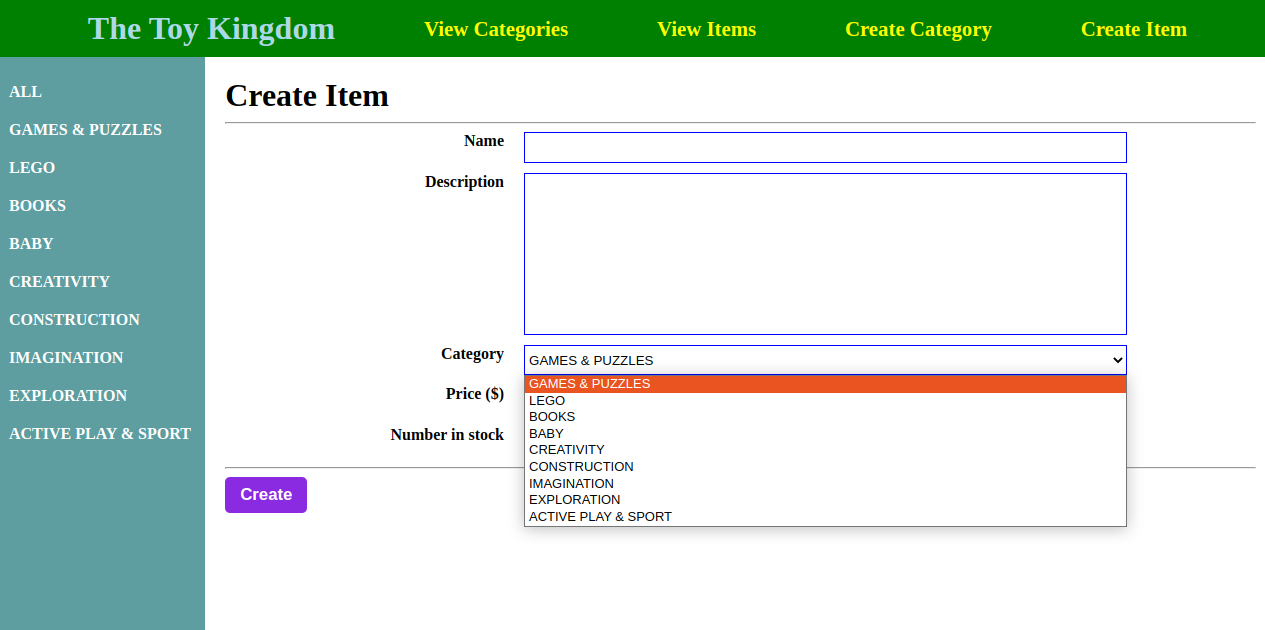 The Toy Kingdom View Categories View Items Create Category Create Item
ALL
GAMES & PUZZLES
LEGO
BOOKS
BABY
CREATIVITY
CONSTRUCTION
IMAGINATION
EXPLORATION
ACTIVE PLAY & SPORT
Create Item
Name
Description
Category GAMES & PUZZLES
GAMES & PUZZLES
LEGO
BOOKS
BABY
CREATIVITY
CONSTRUCTION
IMAGINATION
EXPLORATION
ACTIVE PLAY & SPORT
Price ($)
Number in stock
Create